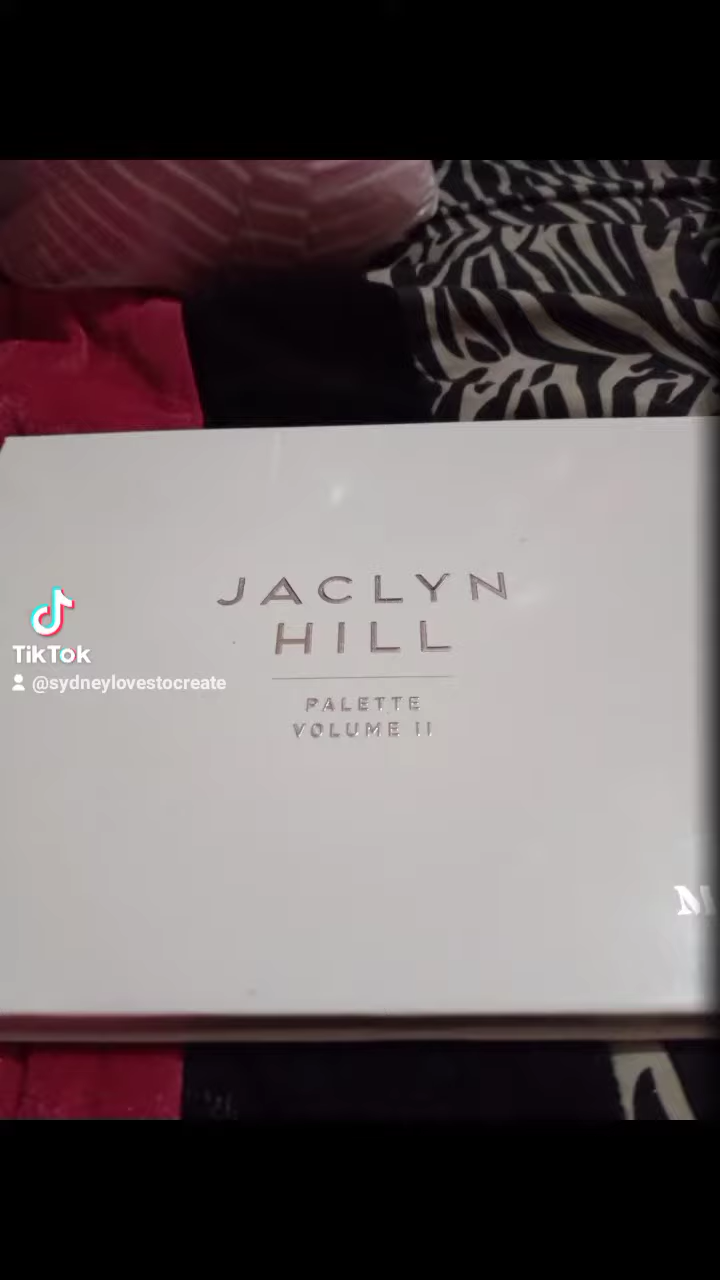 JACLYN
HILL
PALETTE
VOLUME II
TikTok
@sydneylovestocreate
M